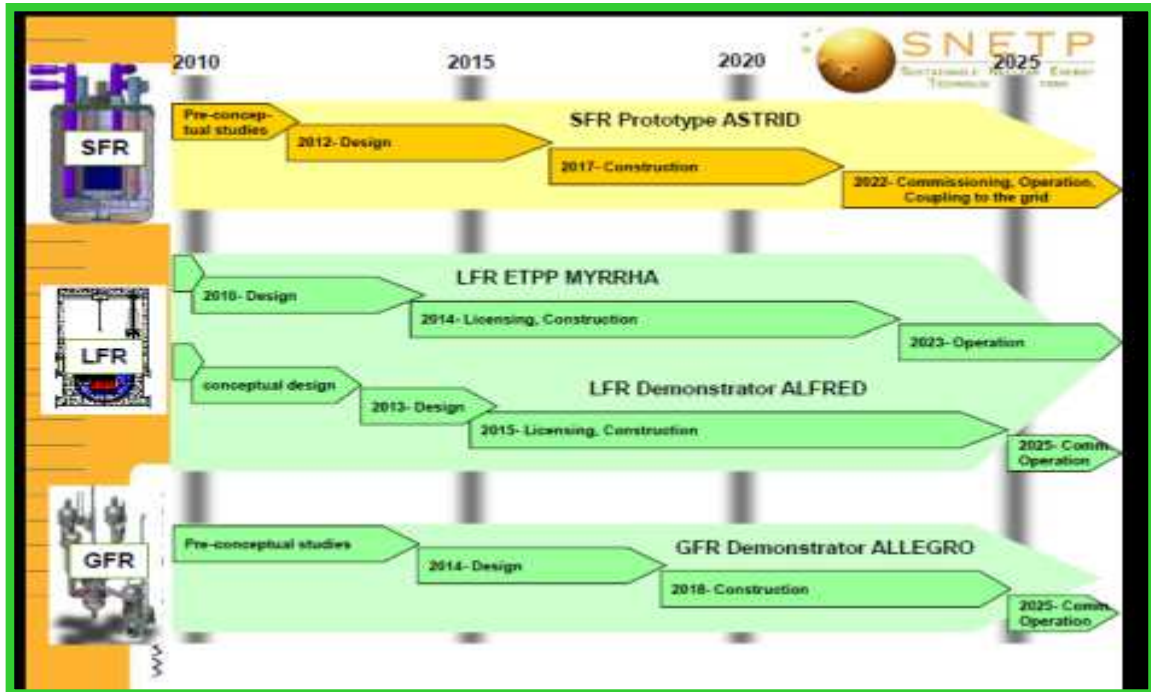 2010
2015
2020
2025
SNETP
SFR
Pre-concep-
tual studies
SFR Prototype ASTRID
2012- Design
2017- Construction
2022- Commissioning, Operation,
Coupling to the grid
LFR
LFR ETPP MYRRHA
2010- Design
2014- Licensing, Construction
2023- Operation
conceptual design
LFR Demonstrator ALFRED
2013- Design
2015- Licensing, Construction
2025- Comm.
Operation
GFR
Pre-conceptual studies
GFR Demonstrator ALLEGRO
2014- Design
2018- Construction
2025- Comm.
Operation